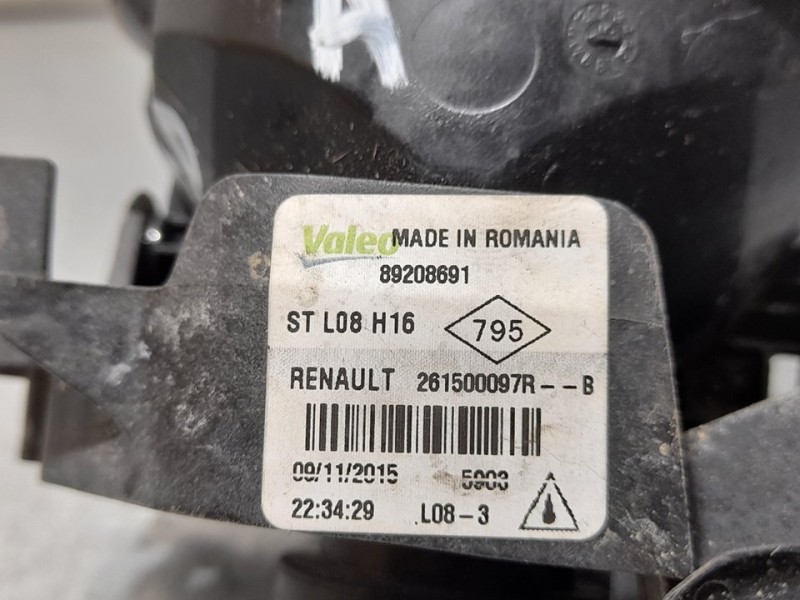 A
Valeo MADE IN ROMANIA
89208691
ST L08 H16 795
RENAULT 261500097R--B
09/11/2015 5903
22:34:29 L08-3